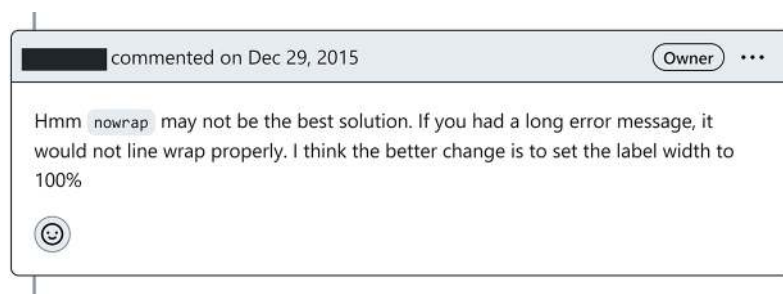 commented on Dec 29, 2015 Owner
Hmm nowrap may not be the best solution. If you had a long error message, it
would not line wrap properly. I think the better change is to set the label width to
100%